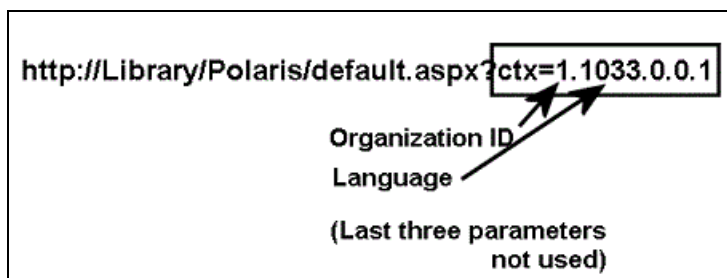 http://Library/Polaris/default.aspx?ctx=1.1033.0.0.1
Organization ID
Language
(Last three parameters
not used)